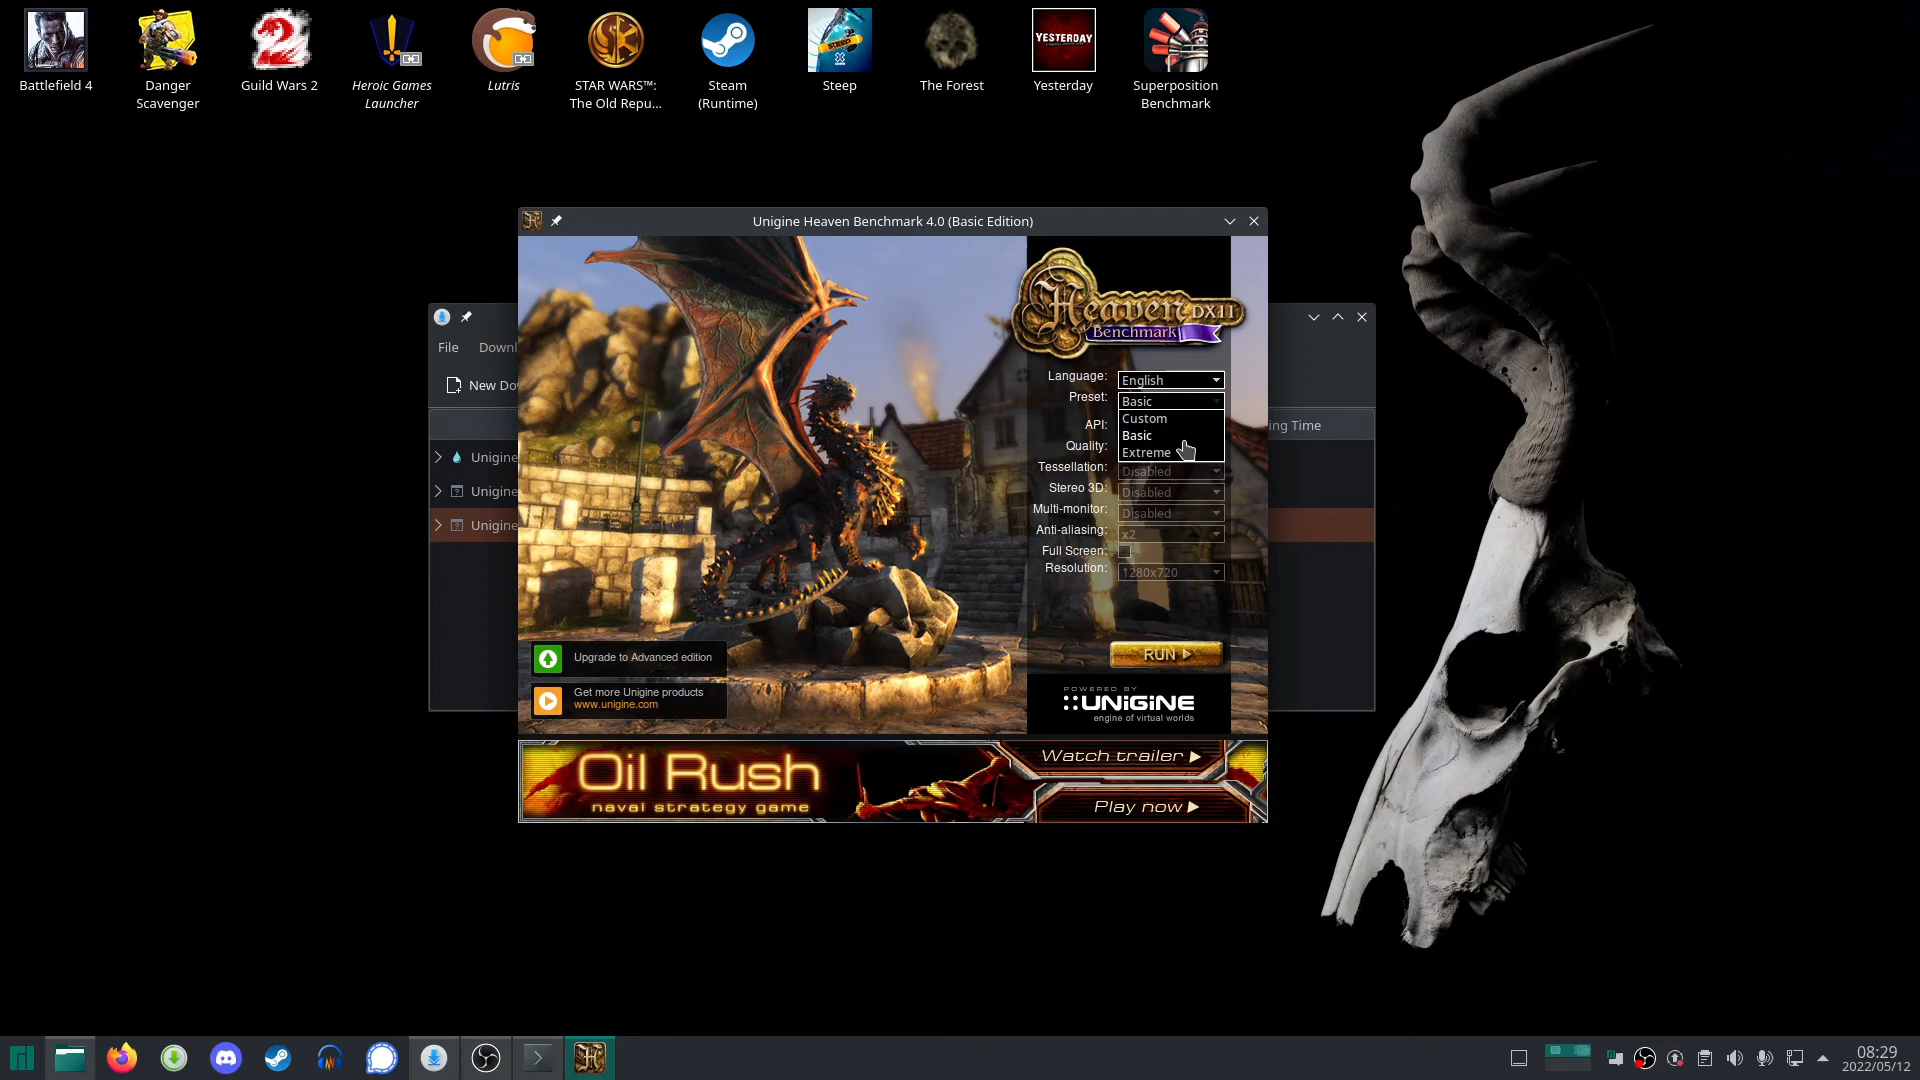 Battlefield 4
Danger
Scavenger
Guild Wars 2
Heroic Games
Launcher
Lutris
STAR WARS™:
The Old Repu...
Steam
(Runtime)
Steep
The Forest
YESTERDAY
Yesterday
Superposition
Benchmark
Unigine Heaven Benchmark 4.0 (Basic Edition)
File Downl
New Do
ing Time
Unigine
Unigine
Unigine
Heaven DX11
Benchmark
Language: English
Preset: Basic
Custom
Basic
Extreme
API:
Quality:
Tessellation: Disabled
Stereo 3D: Disabled
Multi-monitor: Disabled
Anti-aliasing: x2
Full Screen:
Resolution: 1280x720
RUN
Upgrade to Advanced edition
Get more Unigine products
www.unigine.com
POWERED BY
UNiGiNE
engine of virtual worlds
Oil Rush
naval strategy game
Watch trailer
Play now
08:29
2022/05/12